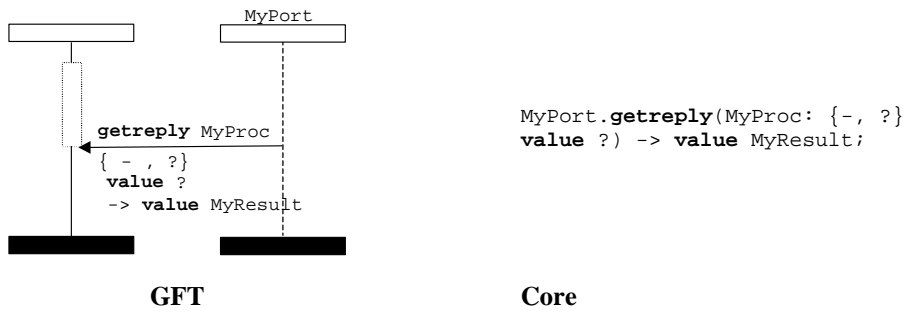 MyPort
getreply MyProc
{ - , ?}
value ?
-> value MyResult
MyPort.getreply(MyProc: {-, ?}
value ?) -> value MyResult;
GFT
Core